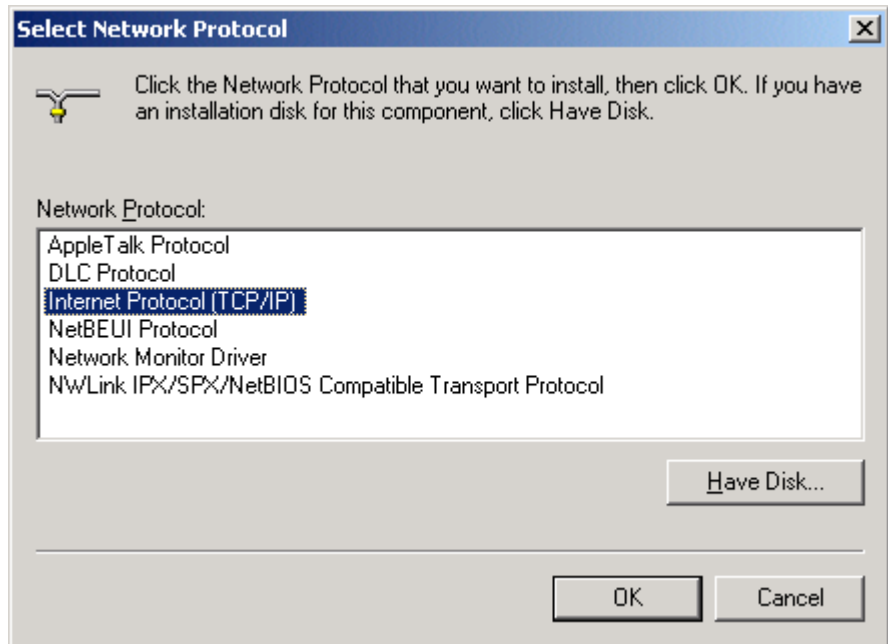 Select Network Protocol
Click the Network Protocol that you want to install, then click OK. If you have
an installation disk for this component, click Have Disk.
Network Protocol:
AppleTalk Protocol
DLC Protocol
Internet Protocol (TCP/IP)
NetBEUI Protocol
Network Monitor Driver
NWLink IPX/SPX/NetBIOS Compatible Transport Protocol
Have Disk...
OK
Cancel